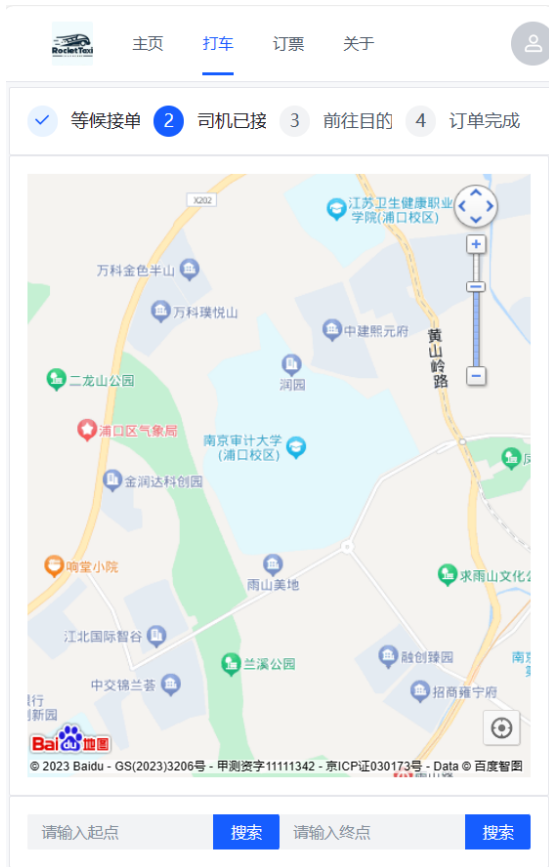 RocketTaxi
主页
打车
订票
关于
等候接单
2
司机已接
3
前往目的
4
订单完成
X202
江苏卫生健康职业
学院(浦口校区)
万科金色半山
万科璞悦山
中建熙元府
黄山岭路
润园
二龙山公园
浦口区气象局
南京审计大学
(浦口校区)
金润达科创园
响堂小院
雨山美地
求雨山文化
江北国际智谷
兰溪公园
融创臻园
南京
中交锦兰荟
招商雍宁府
银行
创新园
Bai 地图
© 2023 Baidu - GS(2023)3206号 - 甲测资字11111342 - 京ICP证030173号 - Data © 百度智图
请输入起点
搜索
请输入终点
搜索